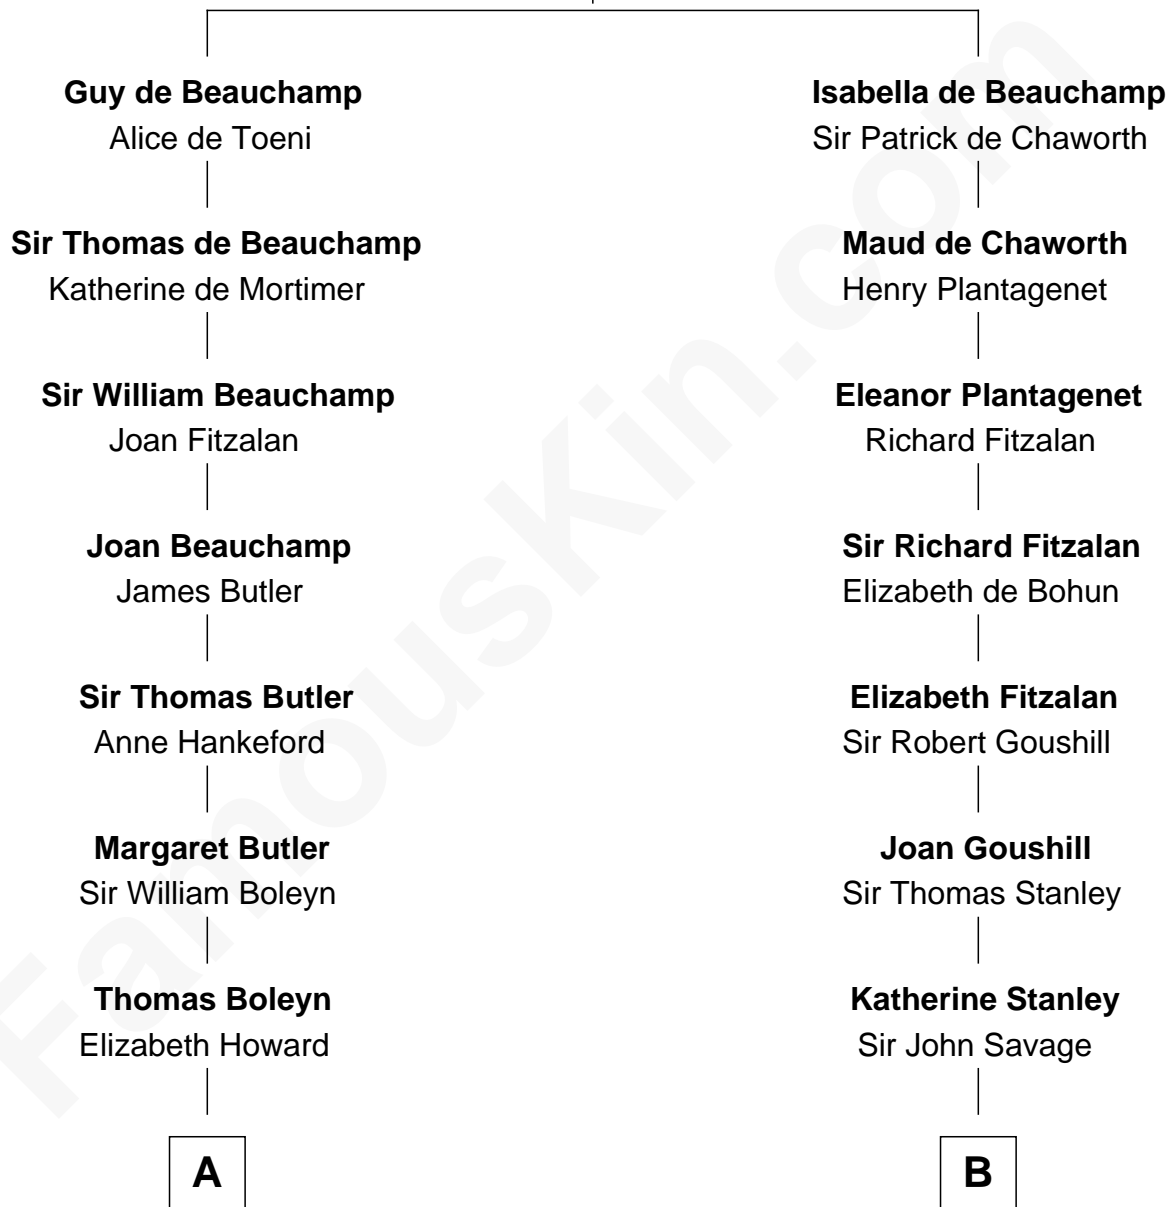 Guy de Beauchamp
Alice de Toeni
Isabella de Beauchamp
Sir Patrick de Chaworth
Sir Thomas de Beauchamp
Katherine de Mortimer
Maud de Chaworth
Henry Plantagenet
Sir William Beauchamp
Joan Fitzalan
Eleanor Plantagenet
Richard Fitzalan
Joan Beauchamp
James Butler
Sir Richard Fitzalan
Elizabeth de Bohun
Sir Thomas Butler
Anne Hankeford
Elizabeth Fitzalan
Sir Robert Goushill
Margaret Butler
Sir William Boleyn
Joan Goushill
Sir Thomas Stanley
Thomas Boleyn
Elizabeth Howard
Katherine Stanley
Sir John Savage
A
B
FamousKin.com